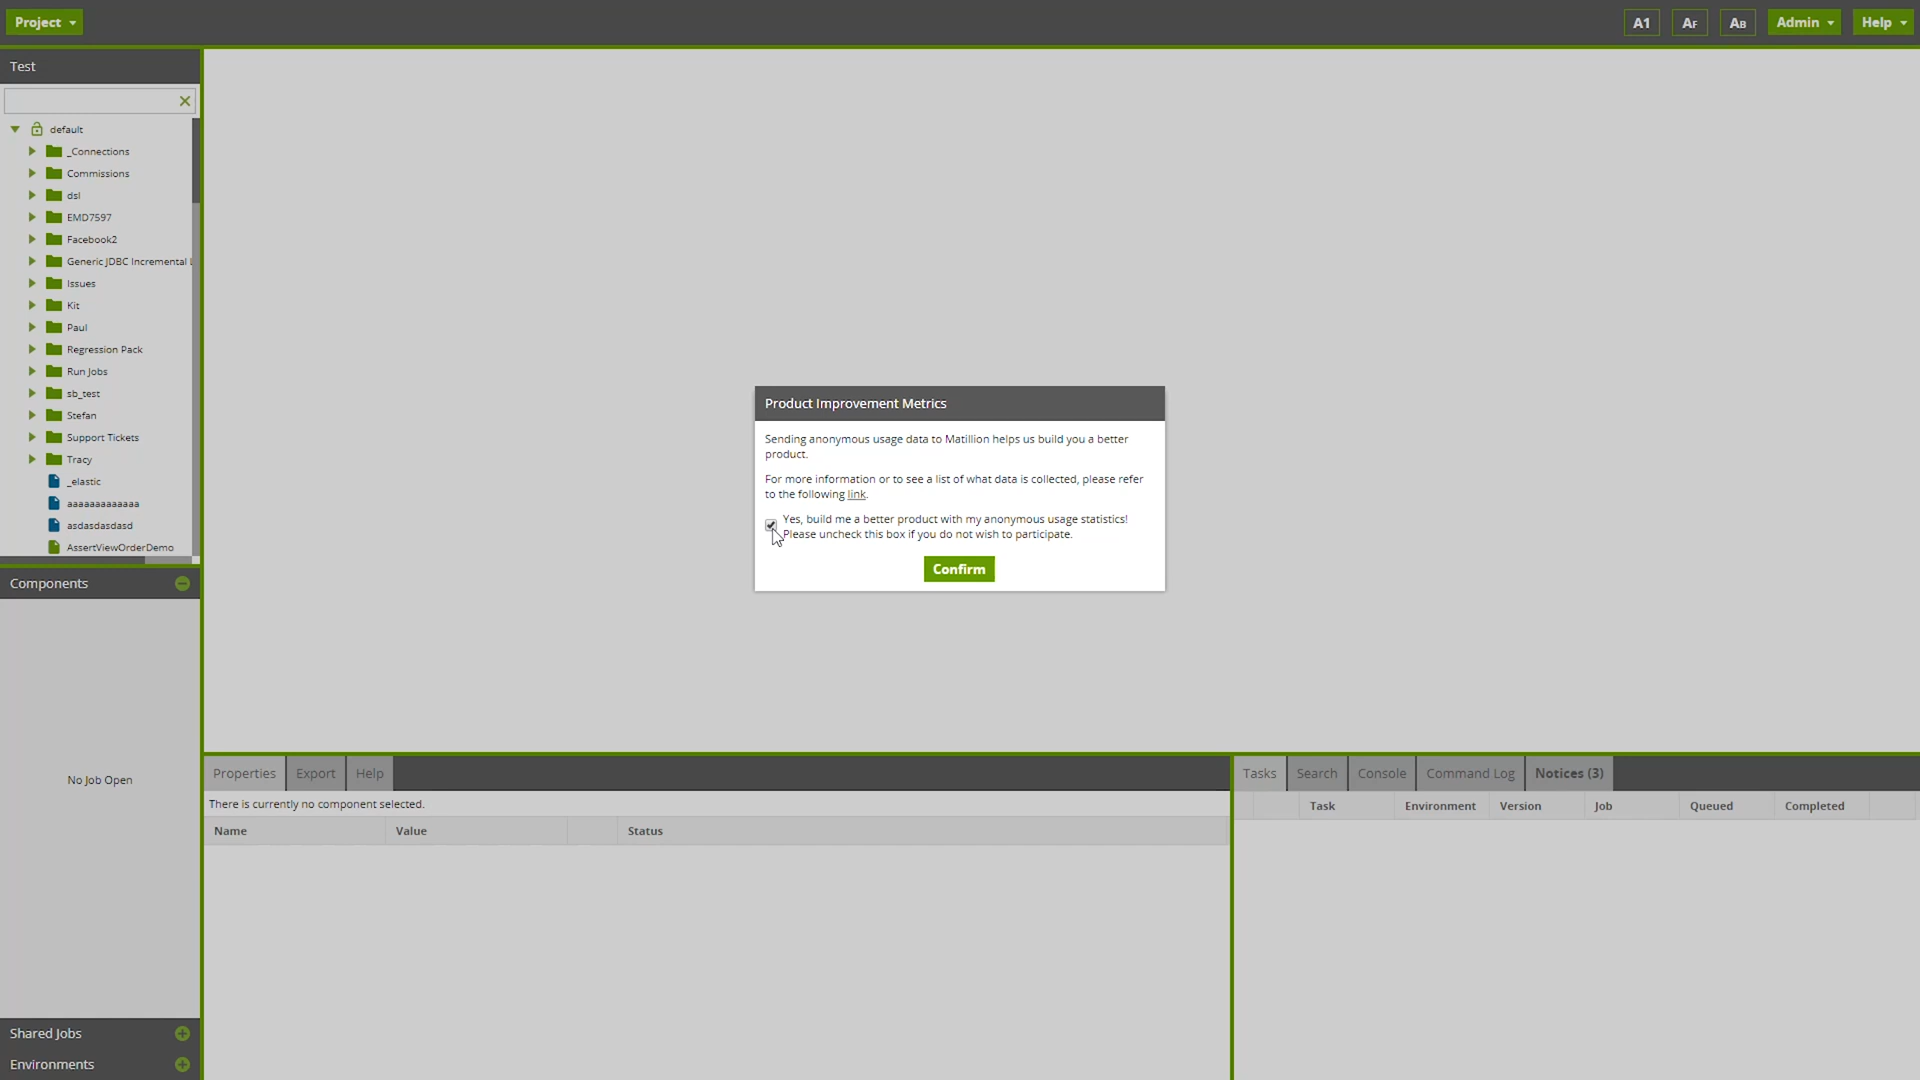 Project
A1
AF
AB
Admin
Help
Test
default
_Connections
Commissions
dsl
EMD7597
Facebook2
Generic JDBC Incremental
Issues
Kit
Paul
Regression Pack
Run Jobs
sb_test
Stefan
Support Tickets
Tracy
_elastic
aaaaaaaaaaaaa
asdasdasdasd
AssertViewOrderDemo
Components
No Job Open
Shared Jobs
Environments
Product Improvement Metrics
Sending anonymous usage data to Matillion helps us build you a better
product.
For more information or to see a list of what data is collected, please refer
to the following link.
Yes, build me a better product with my anonymous usage statistics!
Please uncheck this box if you do not wish to participate.
Confirm
Properties Export Help
There is currently no component selected.
Name Value Status
Tasks Search Console Command Log Notices (3)
Task Environment Version Job Queued Completed